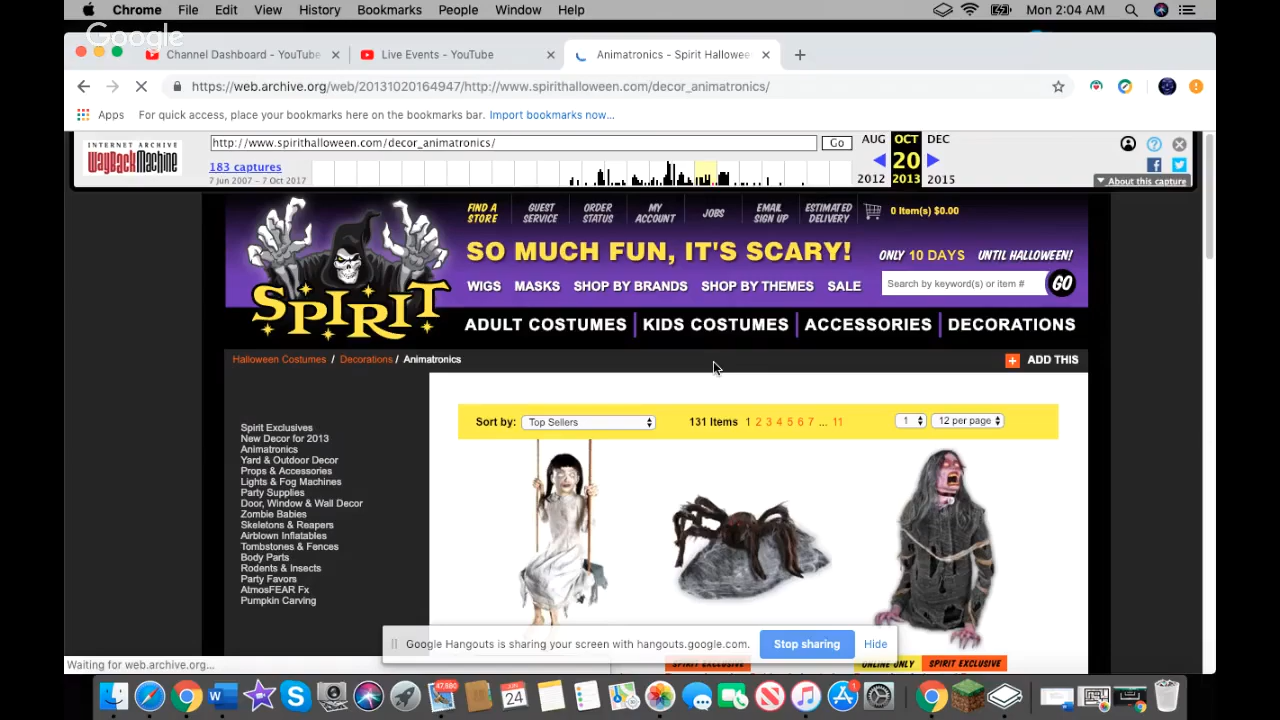 Chrome File Edit View History Bookmarks People Window Help Mon 2:04 AM
Google
Channel Dashboard - YouTube
Live Events - YouTube
Animatronics - Spirit Hallowee
https://web.archive.org/web/20131020164947/http://www.spirithalloween.com/decor_animatronics/
Apps For quick access, place your bookmarks here on the bookmarks bar. Import bookmarks now...
INTERNET ARCHIVE
WayBackMachine
http://www.spirithalloween.com/decor_animatronics/
Go
183 captures
7 Jun 2007 - 7 Oct 2017
AUG OCT DEC
20
2012 2013 2015
About this capture
FIND A STORE
GUEST SERVICE
ORDER STATUS
MY ACCOUNT
JOBS
EMAIL SIGN UP
ESTIMATED DELIVERY
0 Item(s) $0.00
SPIRIT
SO MUCH FUN, IT'S SCARY!
ONLY 10 DAYS UNTIL HALLOWEEN!
WIGS MASKS SHOP BY BRANDS SHOP BY THEMES SALE
Search by keyword(s) or item # GO
ADULT COSTUMES KIDS COSTUMES ACCESSORIES DECORATIONS
Halloween Costumes / Decorations / Animatronics
ADD THIS
Sort by: Top Sellers 131 Items 1 2 3 4 5 6 7 ... 11 1 12 per page
Spirit Exclusives
New Decor for 2013
Animatronics
Yard & Outdoor Decor
Props & Accessories
Lights & Fog Machines
Party Supplies
Door, Window & Wall Decor
Zombie Babies
Skeletons & Reapers
Airblown Inflatables
Tombstones & Fences
Body Parts
Rodents & Insects
Party Favors
AtmosFEAR Fx
Pumpkin Carving
Google Hangouts is sharing your screen with hangouts.google.com. Stop sharing Hide
SPIRIT EXCLUSIVE
ONLINE ONLY SPIRIT EXCLUSIVE
Waiting for web.archive.org...
47,590
JUN
24
1